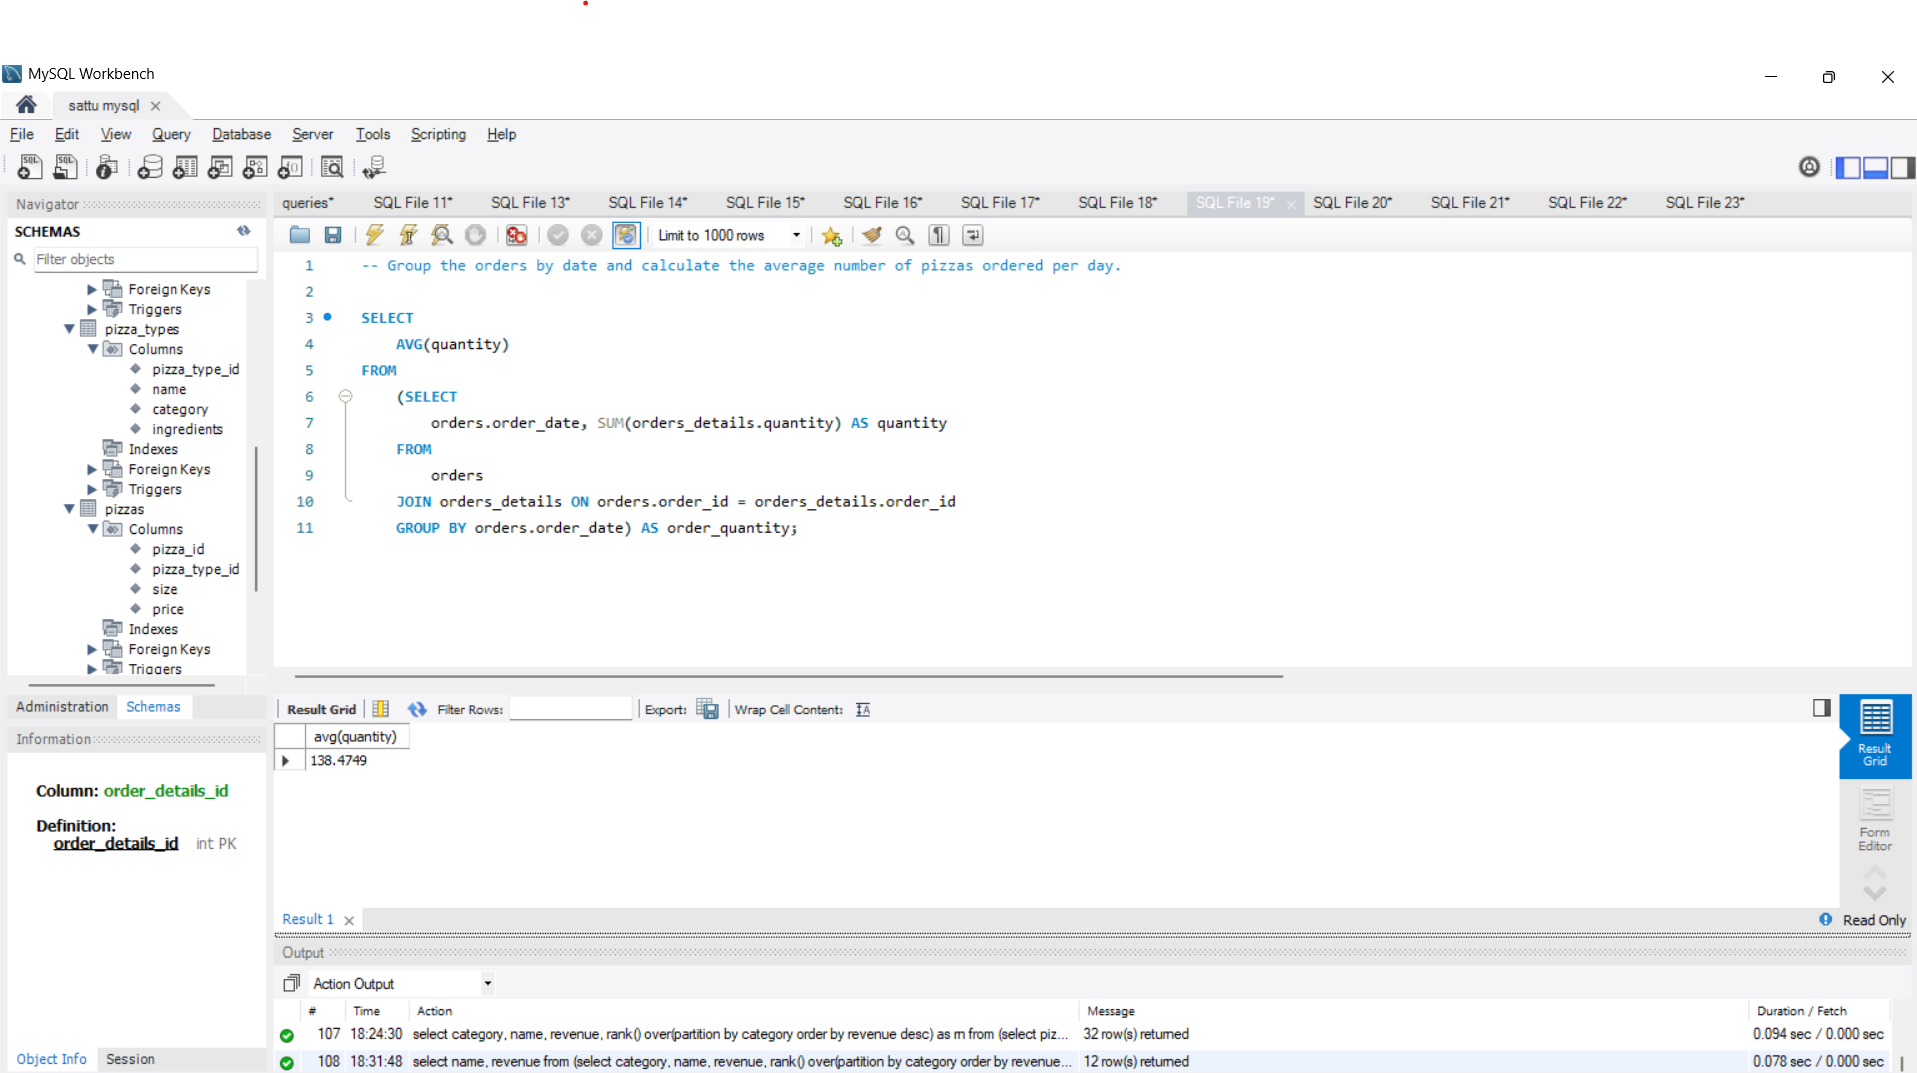 MySQL Workbench
sattu mysql
File Edit View Query Database Server Tools Scripting Help
Navigator
SCHEMAS
Filter objects
Foreign Keys
Triggers
pizza_types
Columns
pizza_type_id
name
category
ingredients
Indexes
Foreign Keys
Triggers
pizzas
Columns
pizza_id
pizza_type_id
size
price
Indexes
Foreign Keys
Triggers
Administration Schemas
Information
Column: order_details_id
Definition:
order_details_id int PK
Object Info Session
queries* SQL File 11* SQL File 13* SQL File 14* SQL File 15* SQL File 16* SQL File 17* SQL File 18* SQL File 19* SQL File 20* SQL File 21* SQL File 22* SQL File 23*
Limit to 1000 rows
1 -- Group the orders by date and calculate the average number of pizzas ordered per day.
2
3 SELECT
4 AVG(quantity)
5 FROM
6 (SELECT
7 orders.order_date, SUM(orders_details.quantity) AS quantity
8 FROM
9 orders
10 JOIN orders_details ON orders.order_id = orders_details.order_id
11 GROUP BY orders.order_date) AS order_quantity;
Result Grid Filter Rows: Export: Wrap Cell Content:
avg(quantity)
138.4749
Result Grid
Form Editor
Result 1
Read Only
Output
Action Output
# Time Action Message Duration / Fetch
107 18:24:30 select category, name, revenue, rank() over(partition by category order by revenue desc) as rn from (select piz... 32 row(s) returned 0.094 sec / 0.000 sec
108 18:31:48 select name, revenue from (select category, name, revenue, rank() over(partition by category order by revenue... 12 row(s) returned 0.078 sec / 0.000 sec